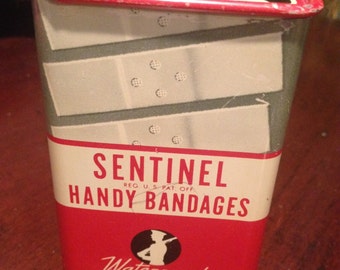 SENTINEL
REG. U.S. PAT. OFF.
HANDY BANDAGES